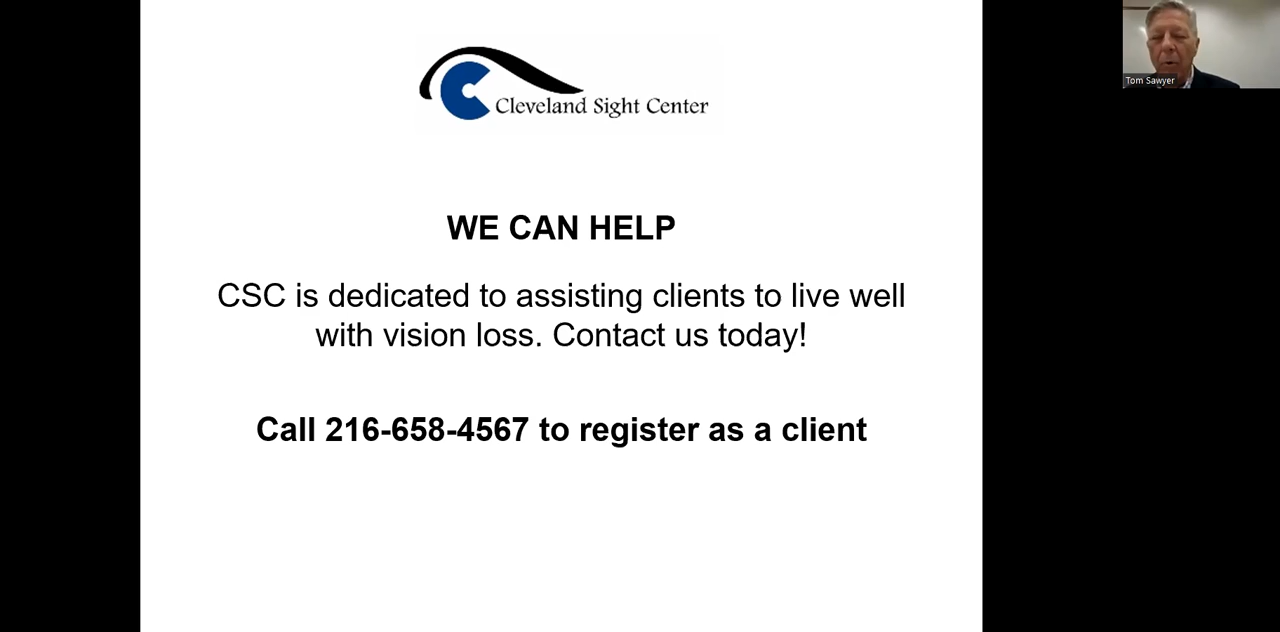 Cleveland Sight Center
Tom Sawyer
WE CAN HELP
CSC is dedicated to assisting clients to live well
with vision loss. Contact us today!
Call 216-658-4567 to register as a client